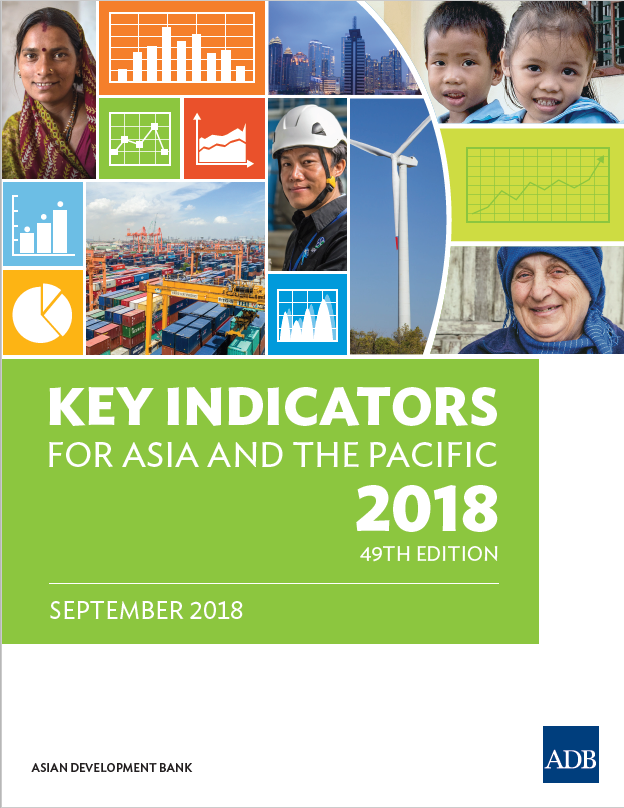 KEY INDICATORS
FOR ASIA AND THE PACIFIC
2018
49TH EDITION
SEPTEMBER 2018
ASIAN DEVELOPMENT BANK
ADB